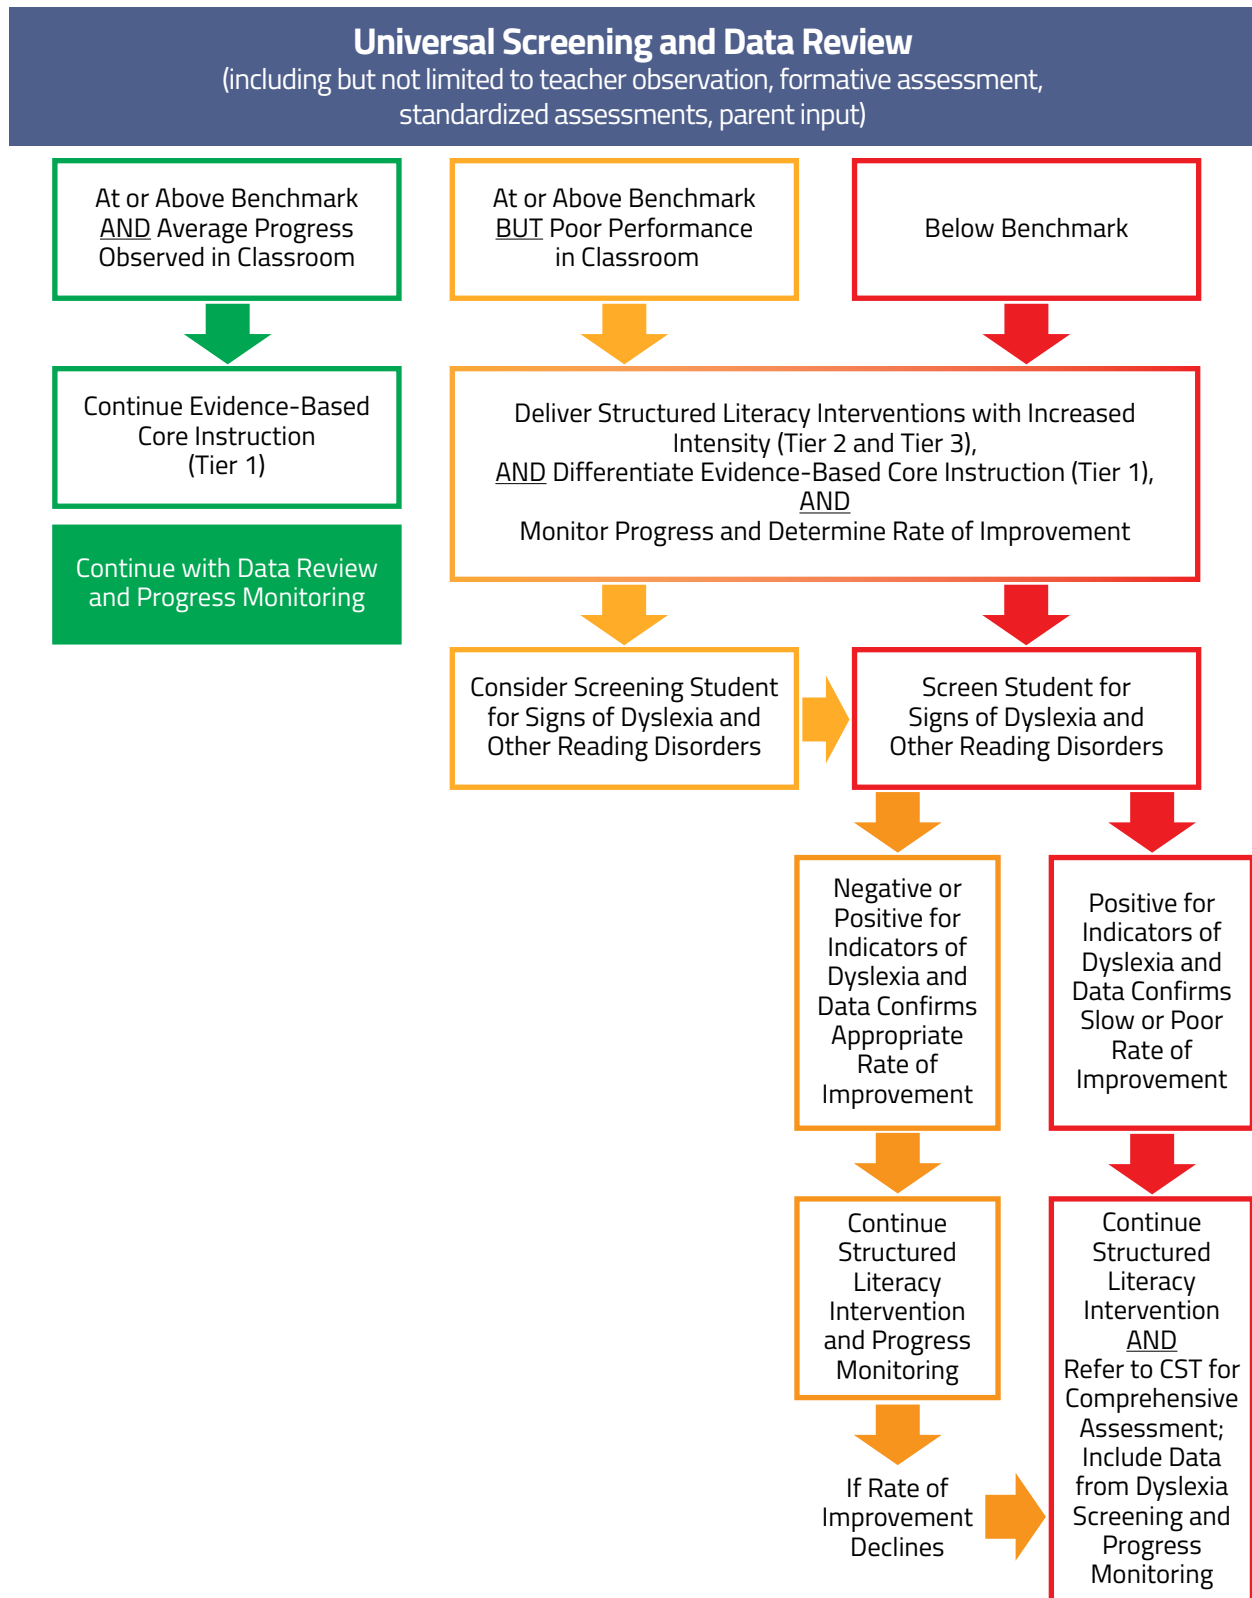 Universal Screening and Data Review
(including but not limited to teacher observation, formative assessment,
standardized assessments, parent input)
At or Above Benchmark
AND Average Progress
Observed in Classroom
At or Above Benchmark
BUT Poor Performance
in Classroom
Below Benchmark
Continue Evidence-Based
Core Instruction
(Tier 1)
Continue with Data Review
and Progress Monitoring
Deliver Structured Literacy Interventions with Increased
Intensity (Tier 2 and Tier 3),
AND Differentiate Evidence-Based Core Instruction (Tier 1),
AND
Monitor Progress and Determine Rate of Improvement
Consider Screening Student
for Signs of Dyslexia and
Other Reading Disorders
Screen Student for
Signs of Dyslexia and
Other Reading Disorders
Negative or
Positive for
Indicators of
Dyslexia and
Data Confirms
Appropriate
Rate of
Improvement
Positive for
Indicators of
Dyslexia and
Data Confirms
Slow or Poor
Rate of
Improvement
Continue
Structured
Literacy
Intervention
and Progress
Monitoring
If Rate of
Improvement
Declines
Continue
Structured
Literacy
Intervention
AND
Refer to CST for
Comprehensive
Assessment;
Include Data
from Dyslexia
Screening and
Progress
Monitoring